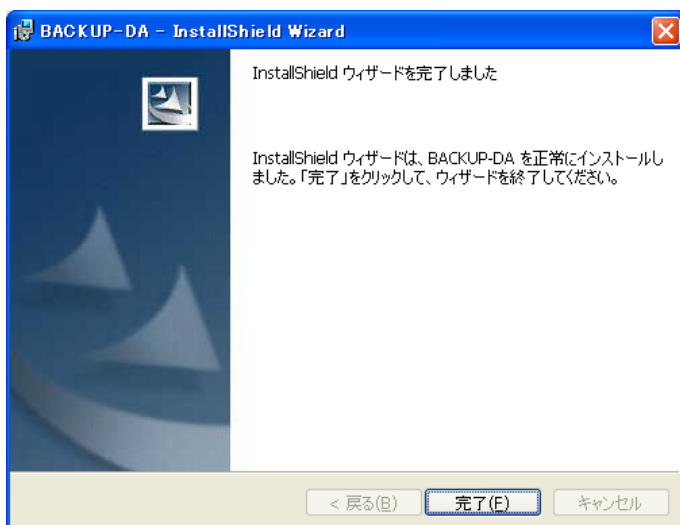 BACKUP-DA - InstallShield Wizard
InstallShield ウィザードを完了しました
InstallShield ウィザードは、BACKUP-DA を正常にインストールし
ました。「完了」をクリックして、ウィザードを終了してください。
< 戻る(B) 完了(F) キャンセル